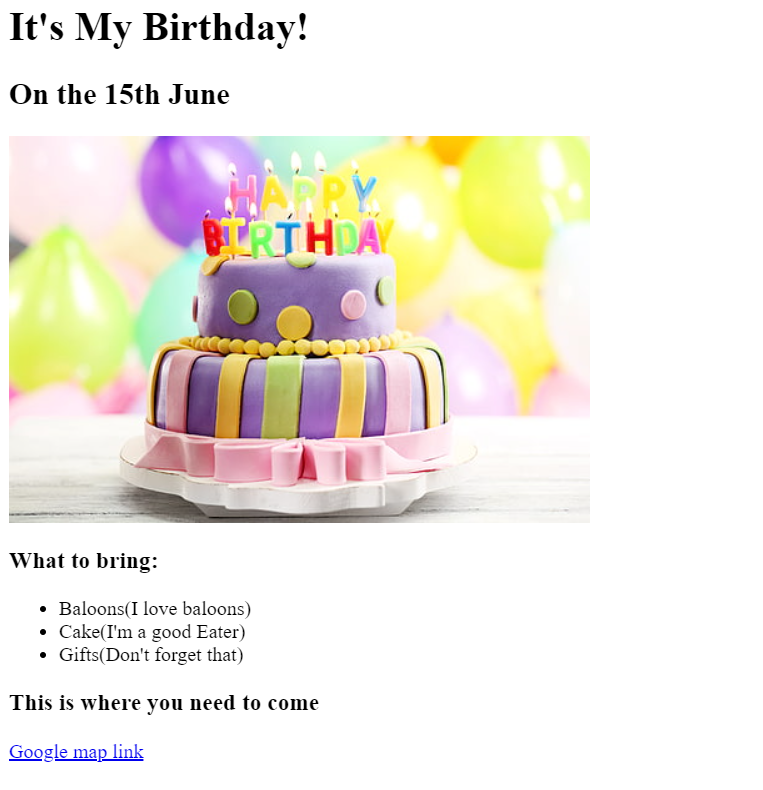 It's My Birthday!
On the 15th June
HAPPY
BIRTHDAY
What to bring:
Baloons(I love baloons)
Cake(I'm a good Eater)
Gifts(Don't forget that)
This is where you need to come
Google map link